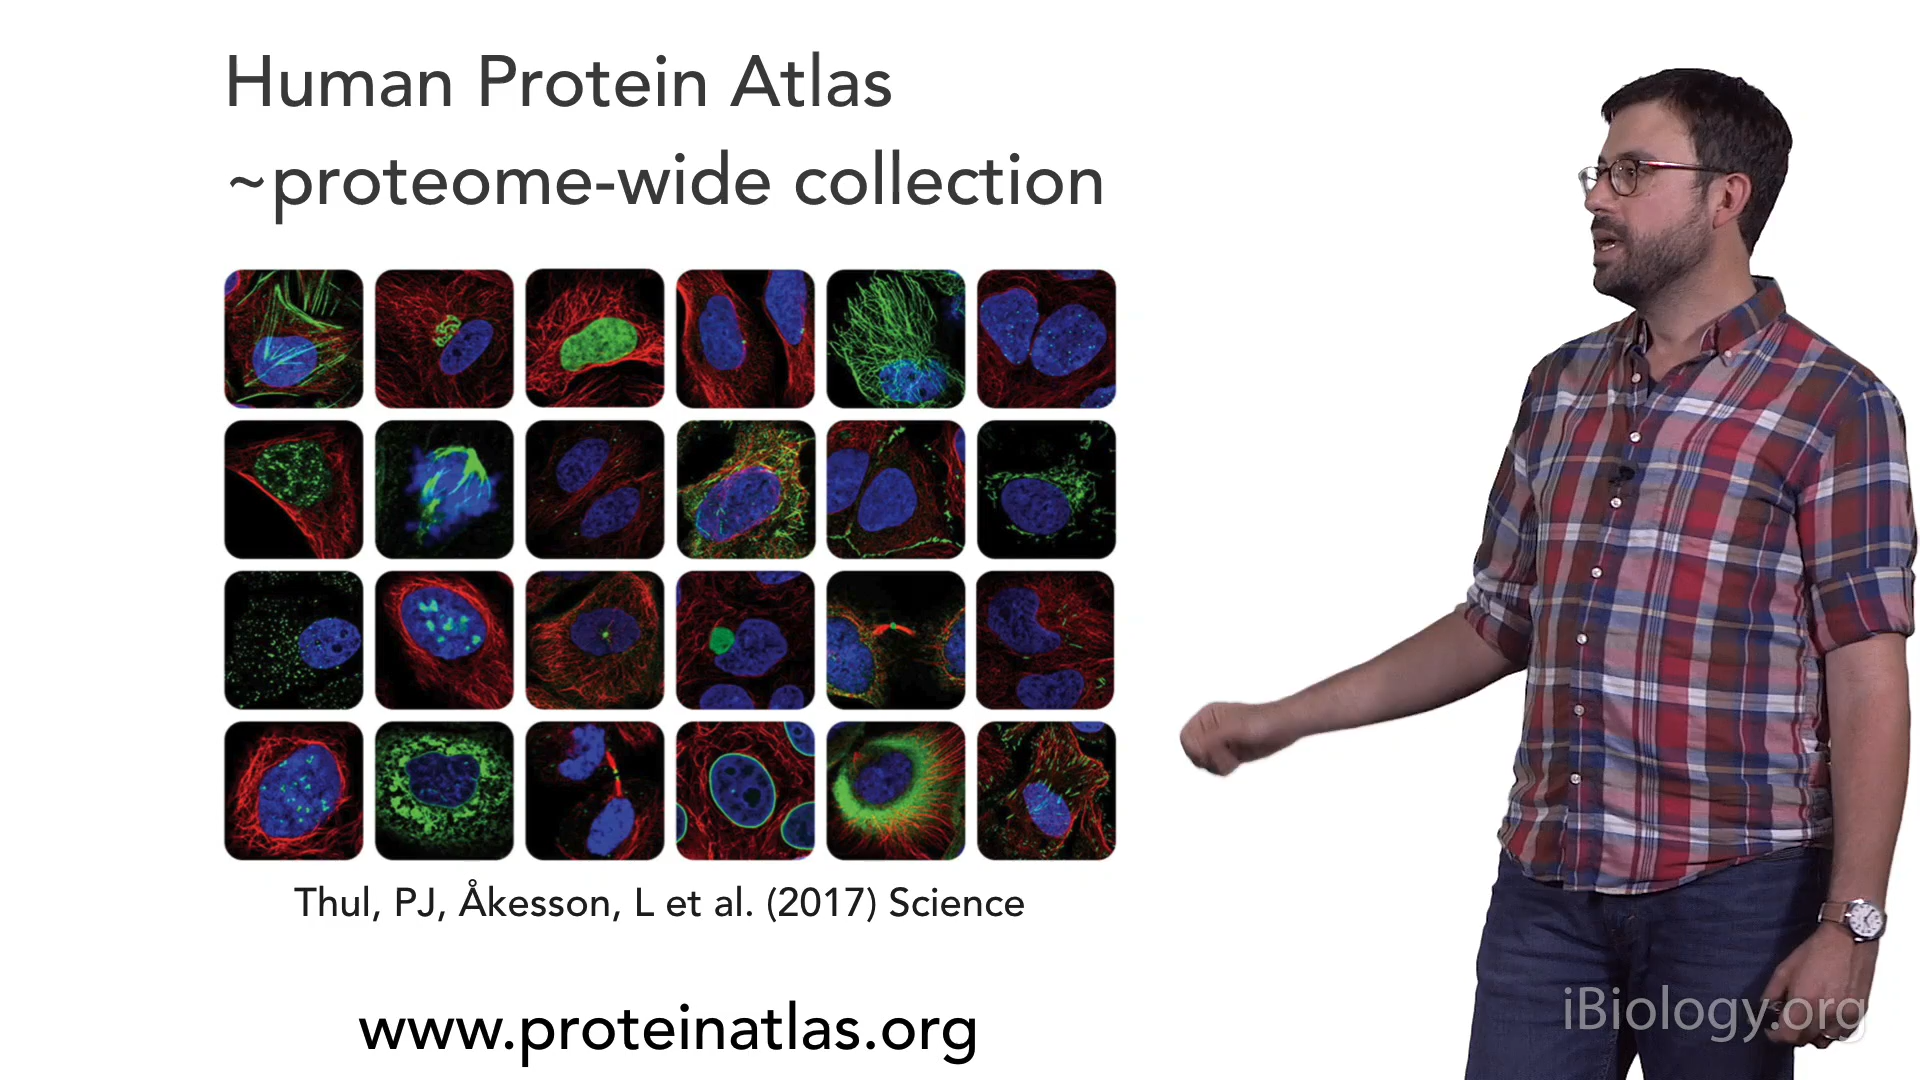 Human Protein Atlas
~proteome-wide collection
Thul, PJ, Åkesson, L et al. (2017) Science
www.proteinatlas.org
iBiology.org